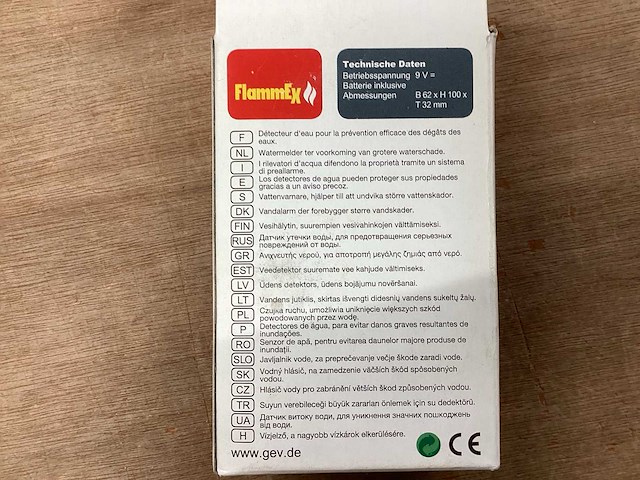 FlammEx
Technische Daten
Betriebsspannung 9 V =
Batterie inklusive
Abmessungen B 62 x H 100 x
T 32 mm
F Détecteur d'eau pour la prévention efficace des dégâts des
eaux.
NL Watermelder ter voorkoming van grotere waterschade.
I I rilevatori d'acqua difendono la proprietà tramite un sistema
di preallarme.
E Los detectores de agua pueden proteger sus propiedades
gracias a un aviso precoz.
S Vattenvarnare, hjälper till att undvika större vattenskador.
DK Vandalarm der forebygger større vandskader.
FIN Vesihälytin, suurempien vesivahinkojen välttämiseksi.
RUS Датчик утечки воды, для предотвращения серьезных
повреждений от воды.
GR Ανιχνευτής νερού, για αποτροπή μεγάλης ζημιάς από νερό.
EST Veedetektor suuremate vee kahjude vältimiseks.
LV Ūdens detektors, ūdens bojājumu novēršanai.
LT Vandens jutiklis, skirtas išvengti didesnių vandens sukeltų žalų.
PL Czujka ruchu, umożliwia uniknięcie większych szkód
powodowanych przez wodę.
P Detectores de água, para evitar danos graves resultantes de
inundações.
RO Senzor de apă, pentru evitarea daunelor majore produse de
inundații.
SLO Javljalnik vode, za preprečevanje večje škode zaradi vode.
SK Vodný hlásič, na zamedzenie väčších škod spôsobených
vodou.
CZ Hlásič vody pro zabránění větších škod způsobených vodou.
TR Suyun verebileceği büyük zararları önlemek için su dedektörü.
UA Датчик витоку води, для уникнення значних пошкоджень
від води.
H Vízjelző, a nagyobb vízkárok elkerülésére.
www.gev.de CE